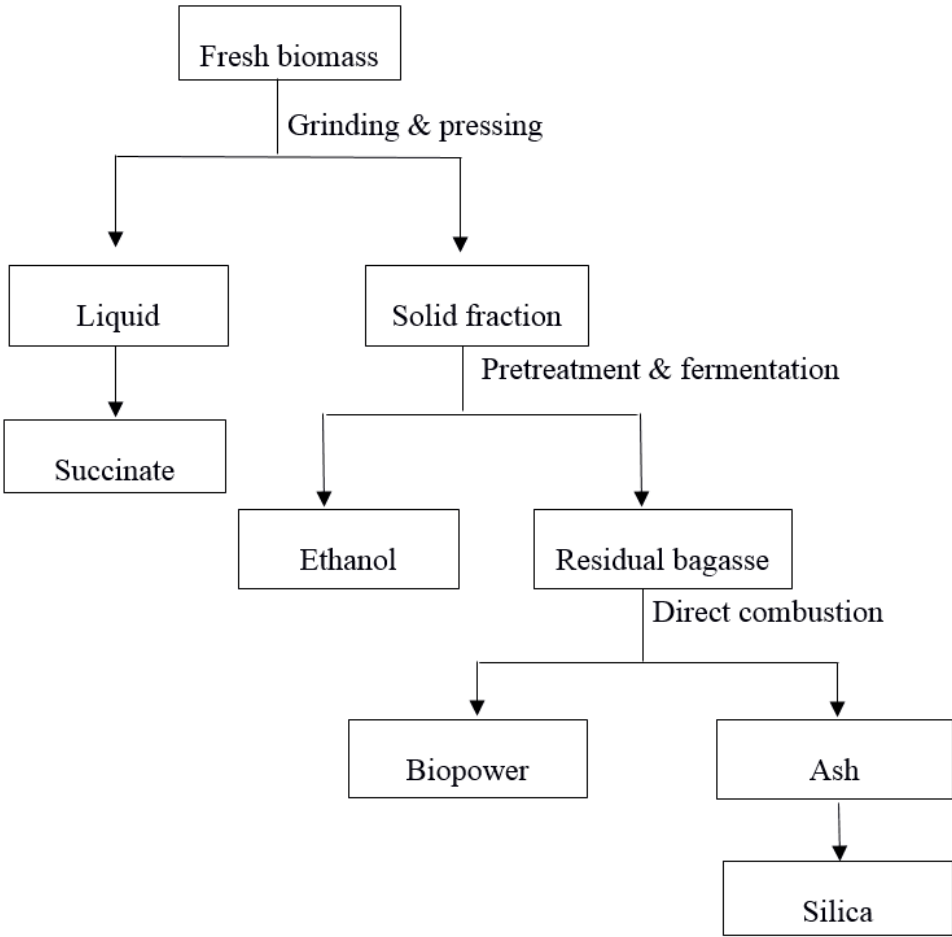 Fresh biomass
Grinding & pressing
Liquid
Solid fraction
Pretreatment & fermentation
Succinate
Ethanol
Residual bagasse
Direct combustion
Biopower
Ash
Silica